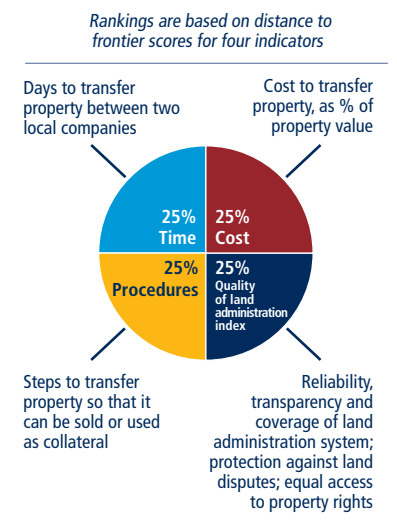 Rankings are based on distance to
frontier scores for four indicators
Days to transfer
property between two
local companies
Cost to transfer
property, as % of
property value
25%
Time
25%
Cost
25%
Procedures
25%
Quality
of land
administration
index
Steps to transfer
property so that it
can be sold or used
as collateral
Reliability,
transparency and
coverage of land
administration system;
protection against land
disputes; equal access
to property rights